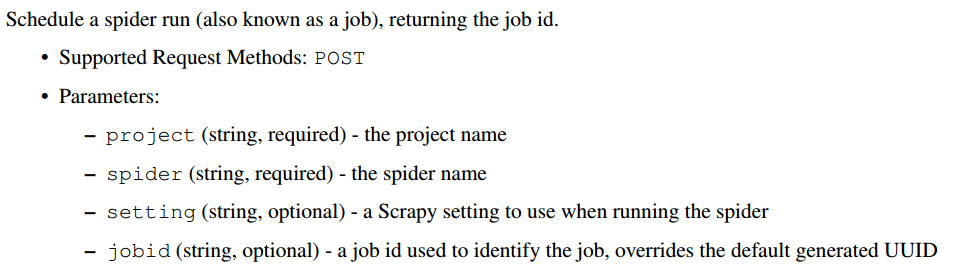 Schedule a spider run (also known as a job), returning the job id.
• Supported Request Methods: POST
• Parameters:
– project (string, required) - the project name
– spider (string, required) - the spider name
– setting (string, optional) - a Scrapy setting to use when running the spider
– jobid (string, optional) - a job id used to identify the job, overrides the default generated UUID